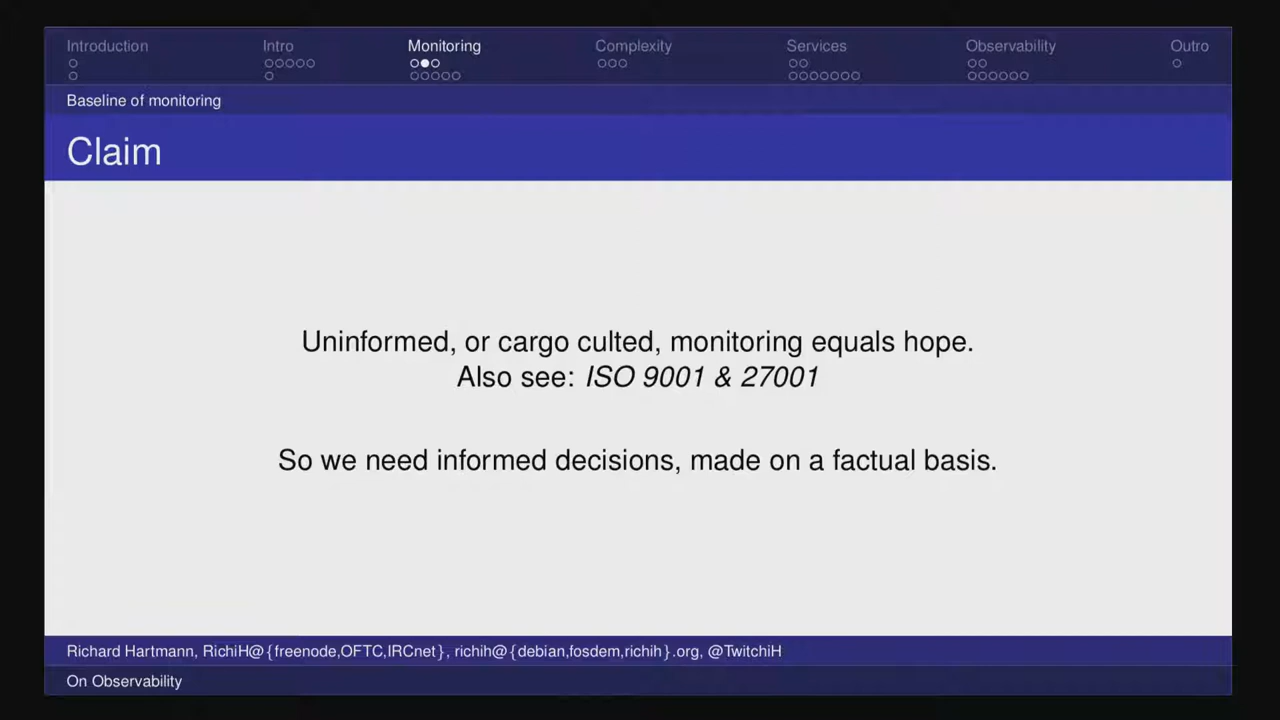 Introduction Intro Monitoring Complexity Services Observability Outro
Baseline of monitoring
Claim
Uninformed, or cargo culted, monitoring equals hope.
Also see: ISO 9001 & 27001
So we need informed decisions, made on a factual basis.
Richard Hartmann, RichiH@{freenode,OFTC,IRCnet}, richih@{debian,fosdem,richih}.org, @TwitchiH
On Observability